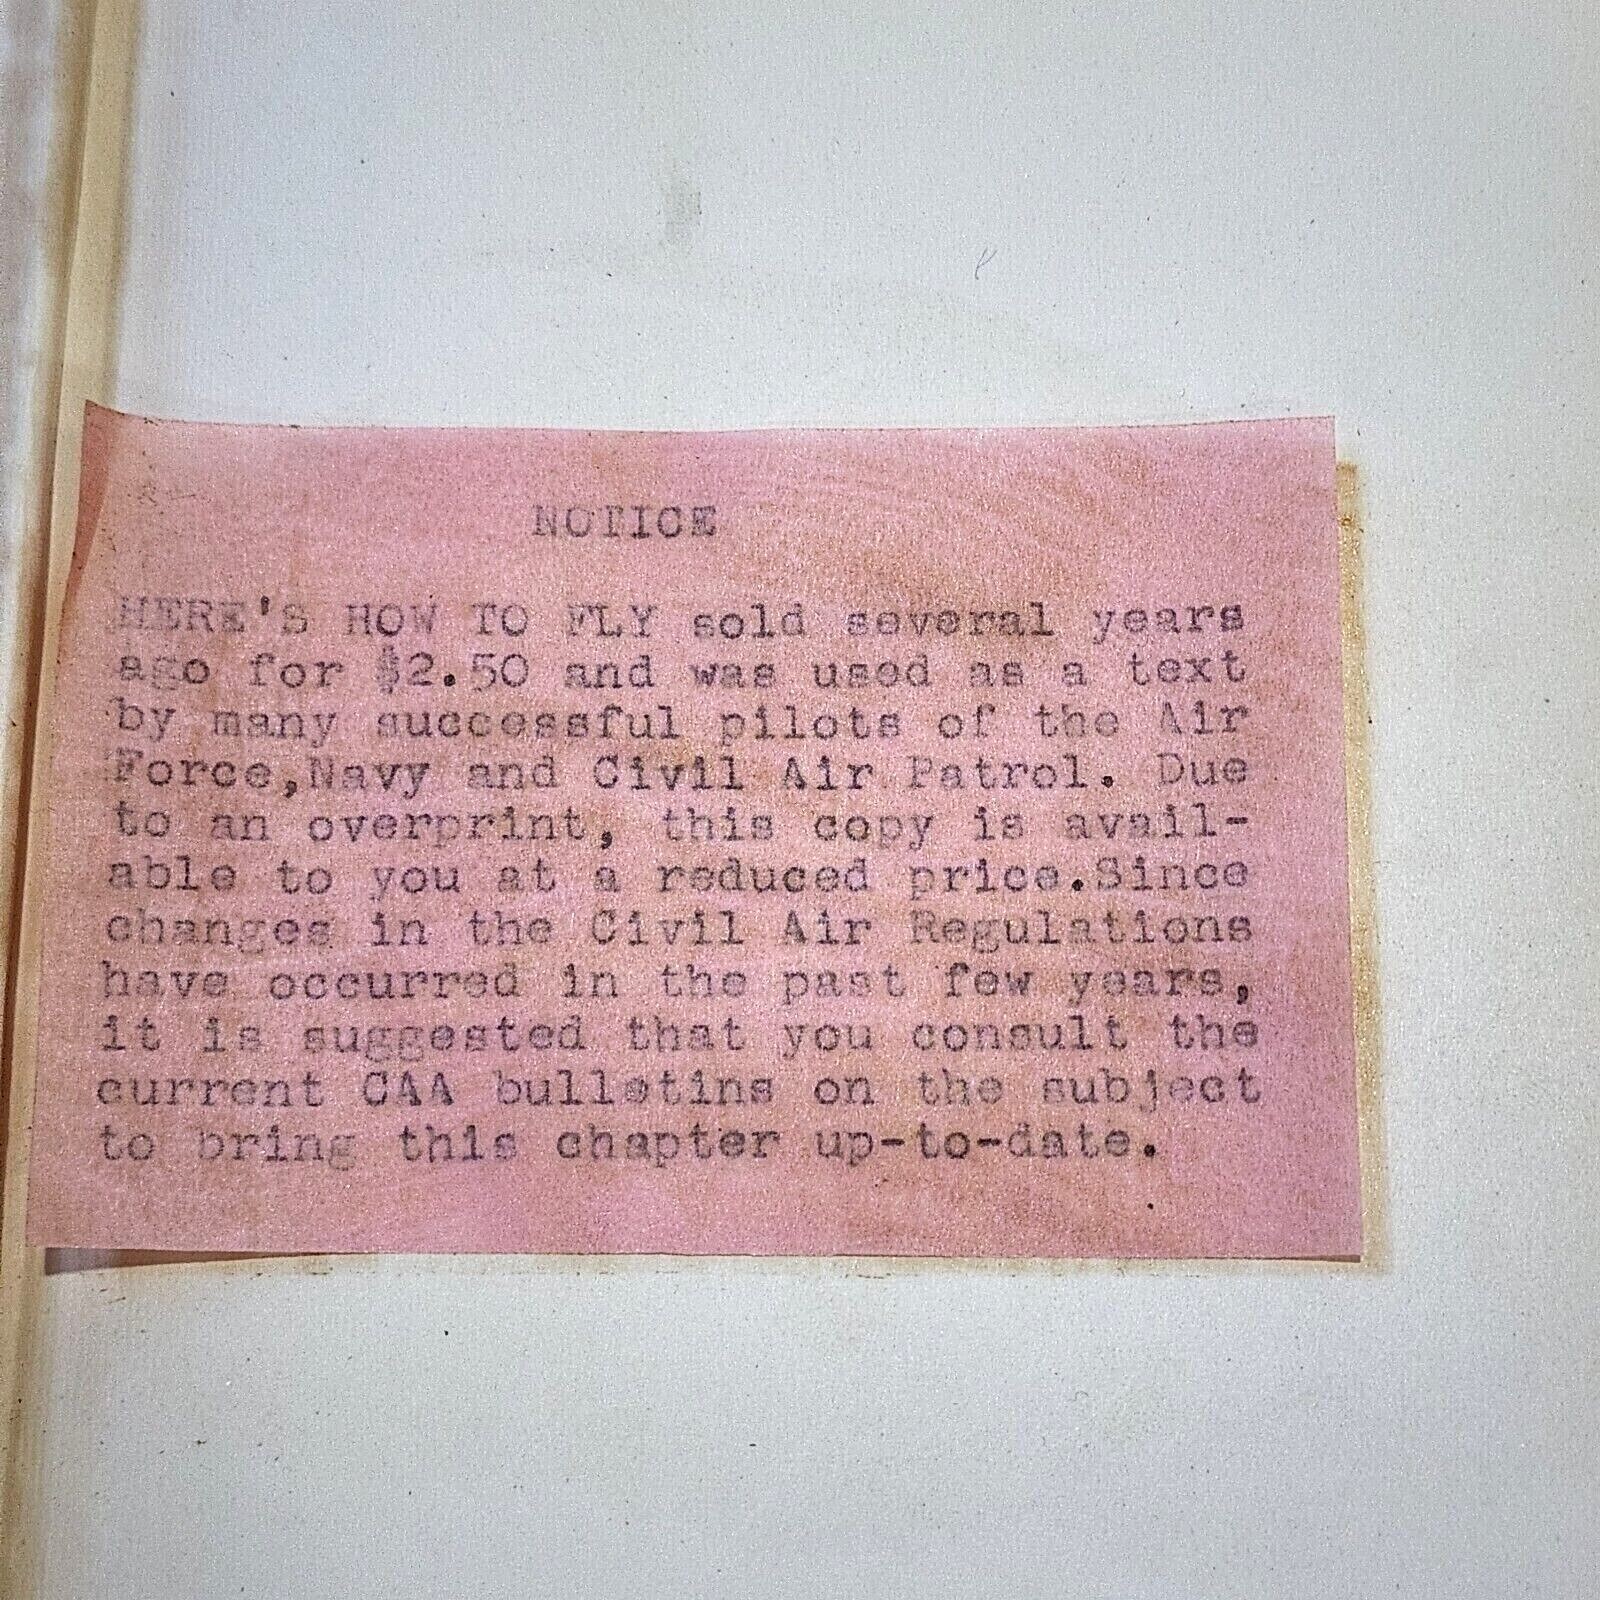 NOTICE
HERE'S HOW TO FLY sold several years
ago for $2.50 and was used as a text
by many successful pilots of the Air
Force,Navy and Civil Air Patrol. Due
to an overprint, this copy is avail-
able to you at a reduced price.Since
changes in the Civil Air Regulations
have occurred in the past few years,
it is suggested that you consult the
current CAA bulletins on the subject
to bring this chapter up-to-date.